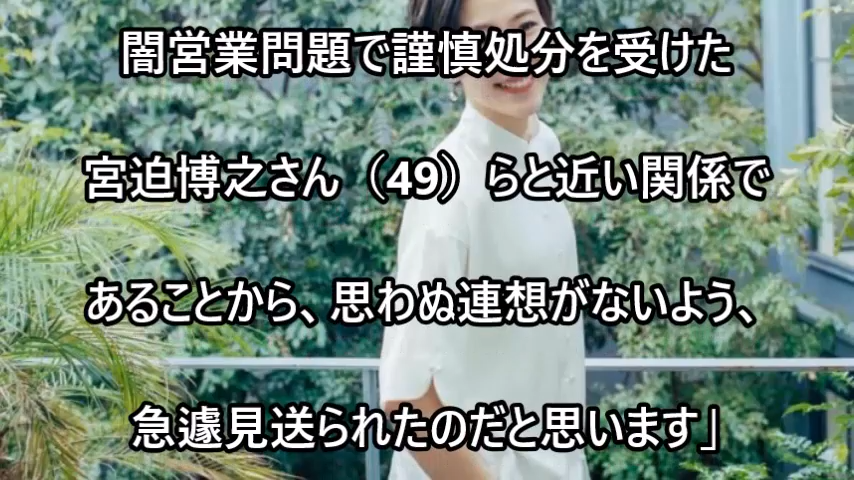 闇営業問題で謹慎処分を受けた
宮迫博之さん（49）らと近い関係で
あることから、思わぬ連想がないよう、
急遽見送られたのだと思います」